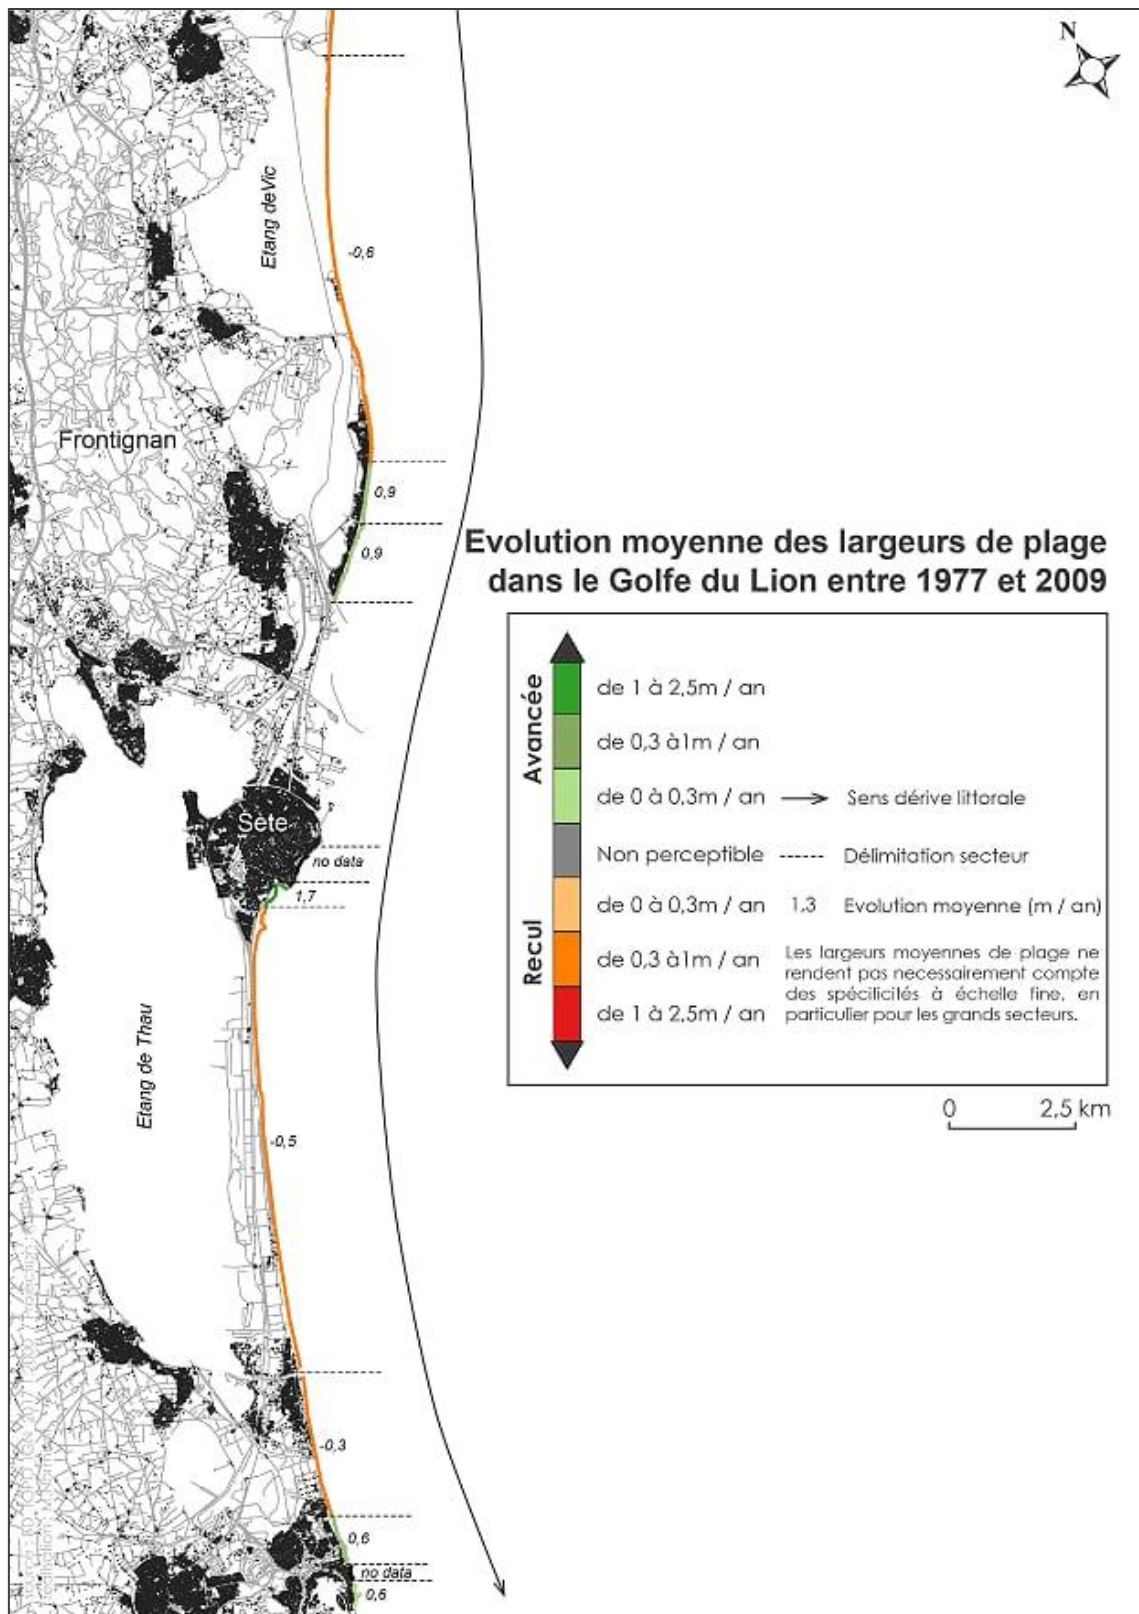 N
Etang deVic
-0,6
Frontignan
0,9
0,9
Evolution moyenne des largeurs de plage
dans le Golfe du Lion entre 1977 et 2009
Avancée
de 1 à 2,5m / an
de 0,3 à1m / an
de 0 à 0,3m / an
Sens dérive littorale
Non perceptible
Délimitation secteur
Recul
de 0 à 0,3m / an
1.3 Evolution moyenne (m / an)
de 0,3 à1m / an
de 1 à 2,5m / an
Les largeurs moyennes de plage ne
rendent pas necessairement compte
des spécilicités à échelle fine, en
particulier pour les grands secteurs.
0 2,5 km
Sète
no data
1,7
Etang de Thau
-0,5
-0,3
0,6
no data
0,6